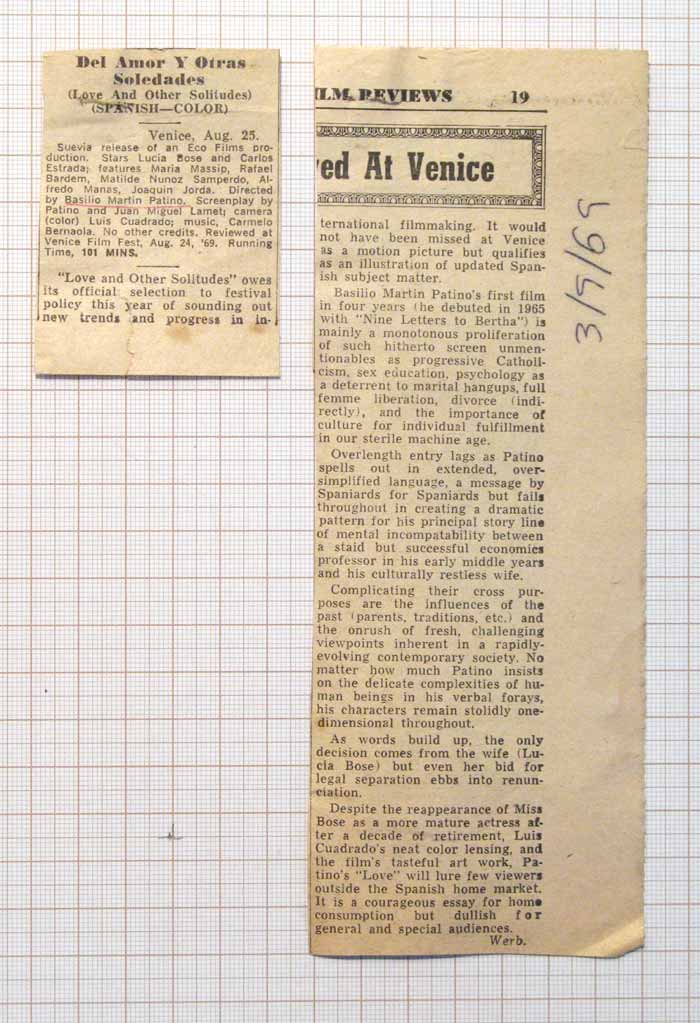 Del Amor Y Otras
Soledades
(Love And Other Solitudes)
(SPANISH—COLOR)
Venice, Aug. 25.
Suevia release of an Eco Films pro-
duction. Stars Lucia Bose and Carlos
Estrada; features Maria Massip, Rafael
Bardem, Matilde Nunoz Samperdo, Al-
fredo Manas, Joaquin Jorda. Directed
by Basilio Martin Patino. Screenplay by
Patino and Juan Miguel Lamet; camera
(color) Luis Cuadrado; music, Carmelo
Bernaola. No other credits. Reviewed at
Venice Film Fest, Aug. 24, '69. Running
Time, 101 MINS.
"Love and Other Solitudes" owes
its official selection to festival
policy this year of sounding out
new trends and progress in in-
ILM REVIEWS 19
ved At Venice
ternational filmmaking. It would
not have been missed at Venice
as a motion picture but qualifies
as an illustration of updated Span-
ish subject matter.
Basilio Martin Patino's first film
in four years (he debuted in 1965
with "Nine Letters to Bertha") is
mainly a monotonous proliferation
of such hitherto screen unmen-
tionables as progressive Catholi-
cism, sex education, psychology as
a deterrent to marital hangups, full
femme liberation, divorce (indi-
rectly), and the importance of
culture for individual fulfillment
in our sterile machine age.
Overlength entry lags as Patino
spells out in extended, over-
simplified language, a message by
Spaniards for Spaniards but fails
throughout in creating a dramatic
pattern for his principal story line
of mental incompatability between
a staid but successful economics
professor in his early middle years
and his culturally restless wife.
Complicating their cross pur-
poses are the influences of the
past (parents, traditions, etc.) and
the onrush of fresh, challenging
viewpoints inherent in a rapidly-
evolving contemporary society. No
matter how much Patino insists
on the delicate complexities of hu-
man beings in his verbal forays,
his characters remain stolidly one-
dimensional throughout.
As words build up, the only
decision comes from the wife (Lu-
cia Bose) but even her bid for
legal separation ebbs into renun-
ciation.
Despite the reappearance of Miss
Bose as a more mature actress af-
ter a decade of retirement, Luis
Cuadrado's neat color lensing, and
the film's tasteful art work, Pa-
tino's "Love" will lure few viewers
outside the Spanish home market.
It is a courageous essay for home
consumption but dullish for
general and special audiences.
Werb.
3/9/69